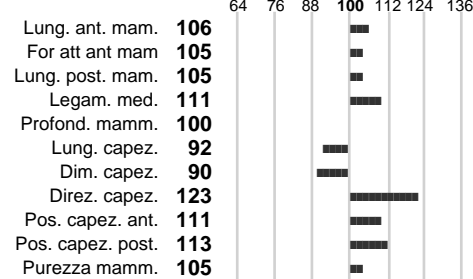 64 76 88 100 112 124 136
Lung. ant. mam. 106
For att ant mam 105
Lung. post. mam. 105
Legam. med. 111
Profond. mamm. 100
Lung. capez. 92
Dim. capez. 90
Direz. capez. 123
Pos. capez. ant. 111
Pos. capez. post. 113
Purezza mamm. 105